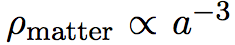 ρ_matter ∝ a⁻³